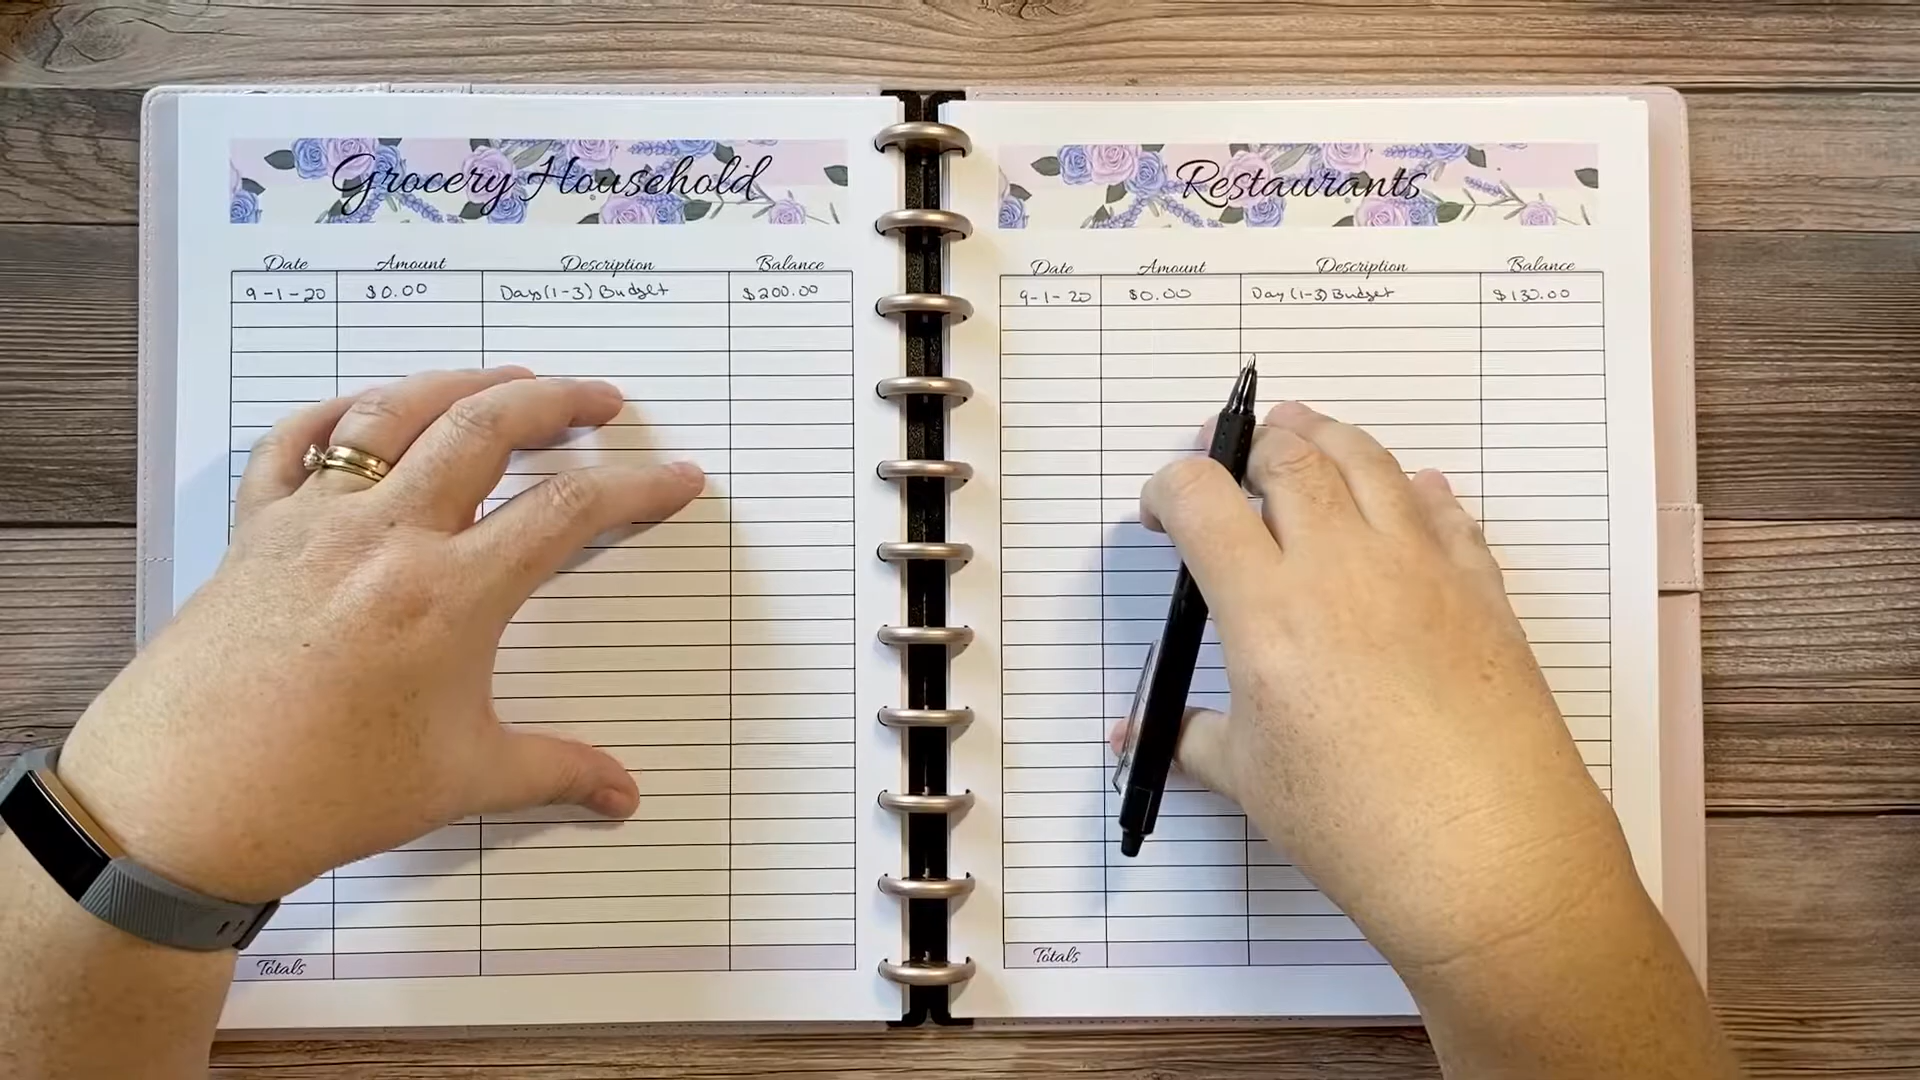 Grocery Household
Date Amount Description Balance
9-1-20 $0.00 Days (1-3) Budget $200.00
Totals
Restaurants
Date Amount Description Balance
9-1-20 $0.00 Day (1-3) Budget $130.00
Totals